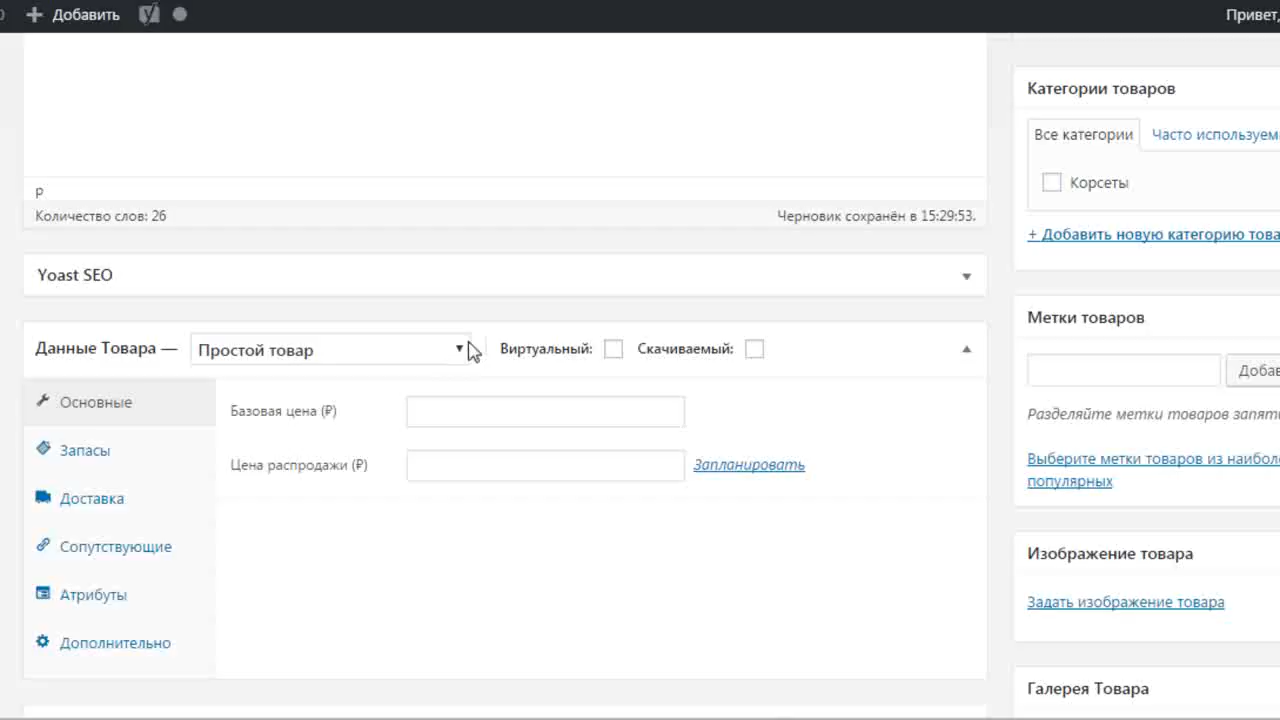 Добавить
Привет,
p
Количество слов: 26
Черновик сохранён в 15:29:53.
Yoast SEO
Данные Товара —
Простой товар
Виртуальный:
Скачиваемый:
Основные
Запасы
Доставка
Сопутствующие
Атрибуты
Дополнительно
Базовая цена (₽)
Цена распродажи (₽)
Запланировать
Категории товаров
Все категории
Часто используем
Корсеты
+ Добавить новую категорию това
Метки товаров
Добав
Разделяйте метки товаров запят
Выберите метки товаров из наибол
популярных
Изображение товара
Задать изображение товара
Галерея Товара